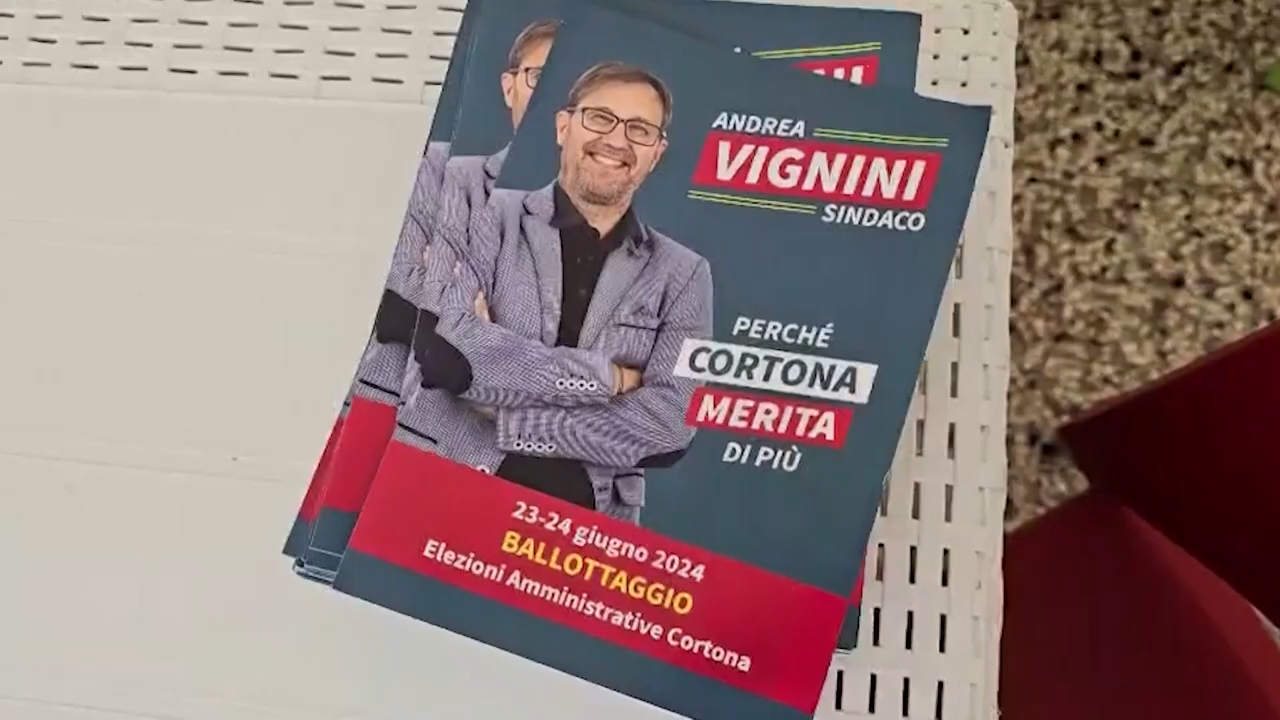 ANDREA
VIGNINI
SINDACO
PERCHÉ
CORTONA
MERITA
DI PIÙ
23-24 giugno 2024
BALLOTTAGGIO
Elezioni Amministrative Cortona